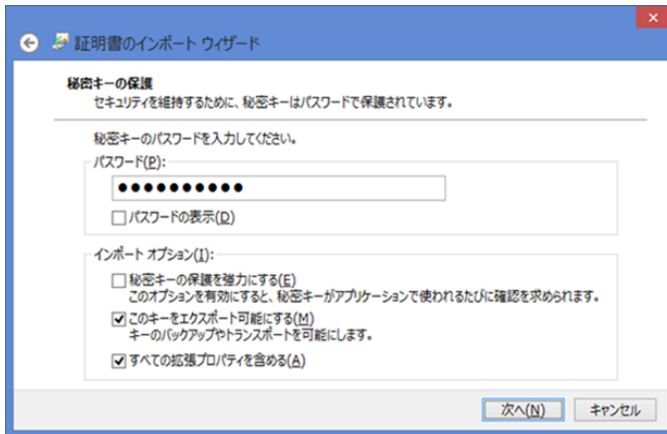 証明書のインポート ウィザード
秘密キーの保護
セキュリティを維持するために、秘密キーはパスワードで保護されています。
秘密キーのパスワードを入力してください。
パスワード(P):
●●●●●●●●●●
パスワードの表示(D)
インポート オプション(I):
秘密キーの保護を強力にする(E)
このオプションを有効にすると、秘密キーがアプリケーションで使われるたびに確認を求められます。
このキーをエクスポート可能にする(M)
キーのバックアップやトランスポートを可能にします。
すべての拡張プロパティを含める(A)
次へ(N)
キャンセル